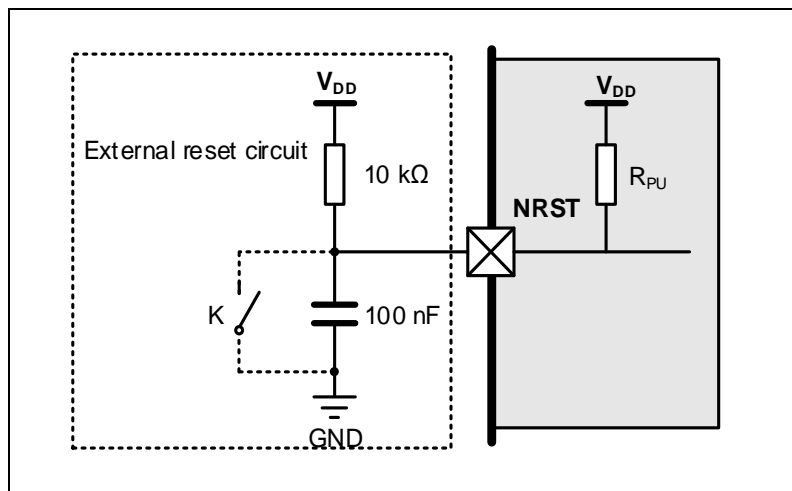 V_DD
V_DD
External reset circuit
10 kΩ
R_PU
NRST
K
100 nF
GND